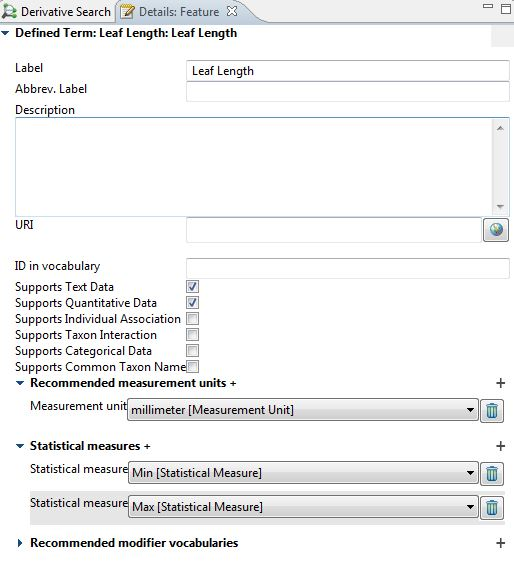 Derivative Search Details: Feature
Defined Term: Leaf Length: Leaf Length
Label Leaf Length
Abbrev. Label
Description
URI
ID in vocabulary
Supports Text Data
Supports Quantitative Data
Supports Individual Association
Supports Taxon Interaction
Supports Categorical Data
Supports Common Taxon Name
Recommended measurement units +
Measurement unit millimeter [Measurement Unit]
Statistical measures +
Statistical measure Min [Statistical Measure]
Statistical measure Max [Statistical Measure]
Recommended modifier vocabularies